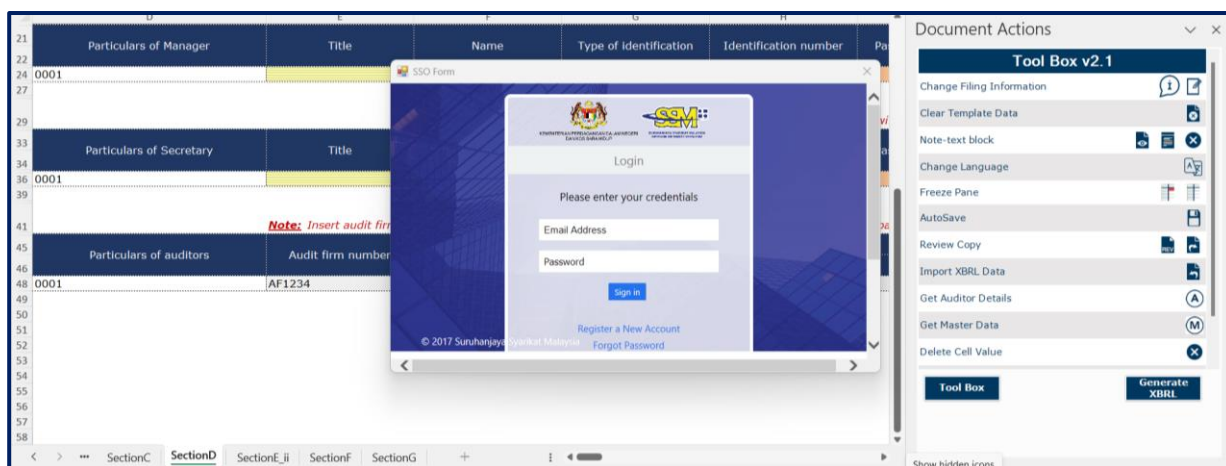 D E F G H
21 Particulars of Manager Title Name Type of identification Identification number Pa
22
24 0001
27
29
33 Particulars of Secretary Title
34
36 0001
39
41 Note: Insert audit fir
45 Particulars of auditors Audit firm number
46
48 0001 AF1234
49
50
51
52
53
54
55
56
57
58
SSO Form
SSM
Login
Please enter your credentials
Email Address
Password
Sign in
Register a New Account
Forgot Password
© 2017 Suruhanjaya Syarikat Malaysia
SectionC SectionD SectionE_ii SectionF SectionG
Document Actions
Tool Box v2.1
Change Filing Information
Clear Template Data
Note-text block
Change Language
Freeze Pane
AutoSave
Review Copy
REV
Import XBRL Data
Get Auditor Details
A
Get Master Data
M
Delete Cell Value
Tool Box
Generate
XBRL
Show hidden icons